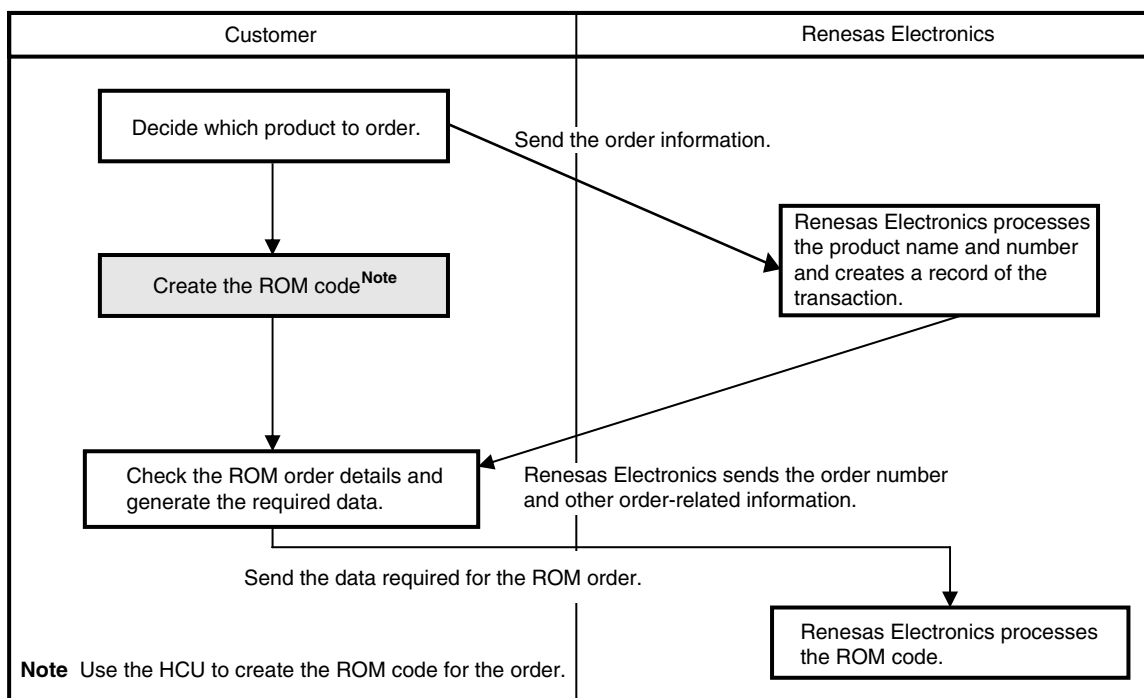 Customer
Renesas Electronics
Decide which product to order.
Send the order information.
Renesas Electronics processes
the product name and number
and creates a record of the
transaction.
Create the ROM codeNote
Check the ROM order details and
generate the required data.
Renesas Electronics sends the order number
and other order-related information.
Send the data required for the ROM order.
Renesas Electronics processes
the ROM code.
Note Use the HCU to create the ROM code for the order.